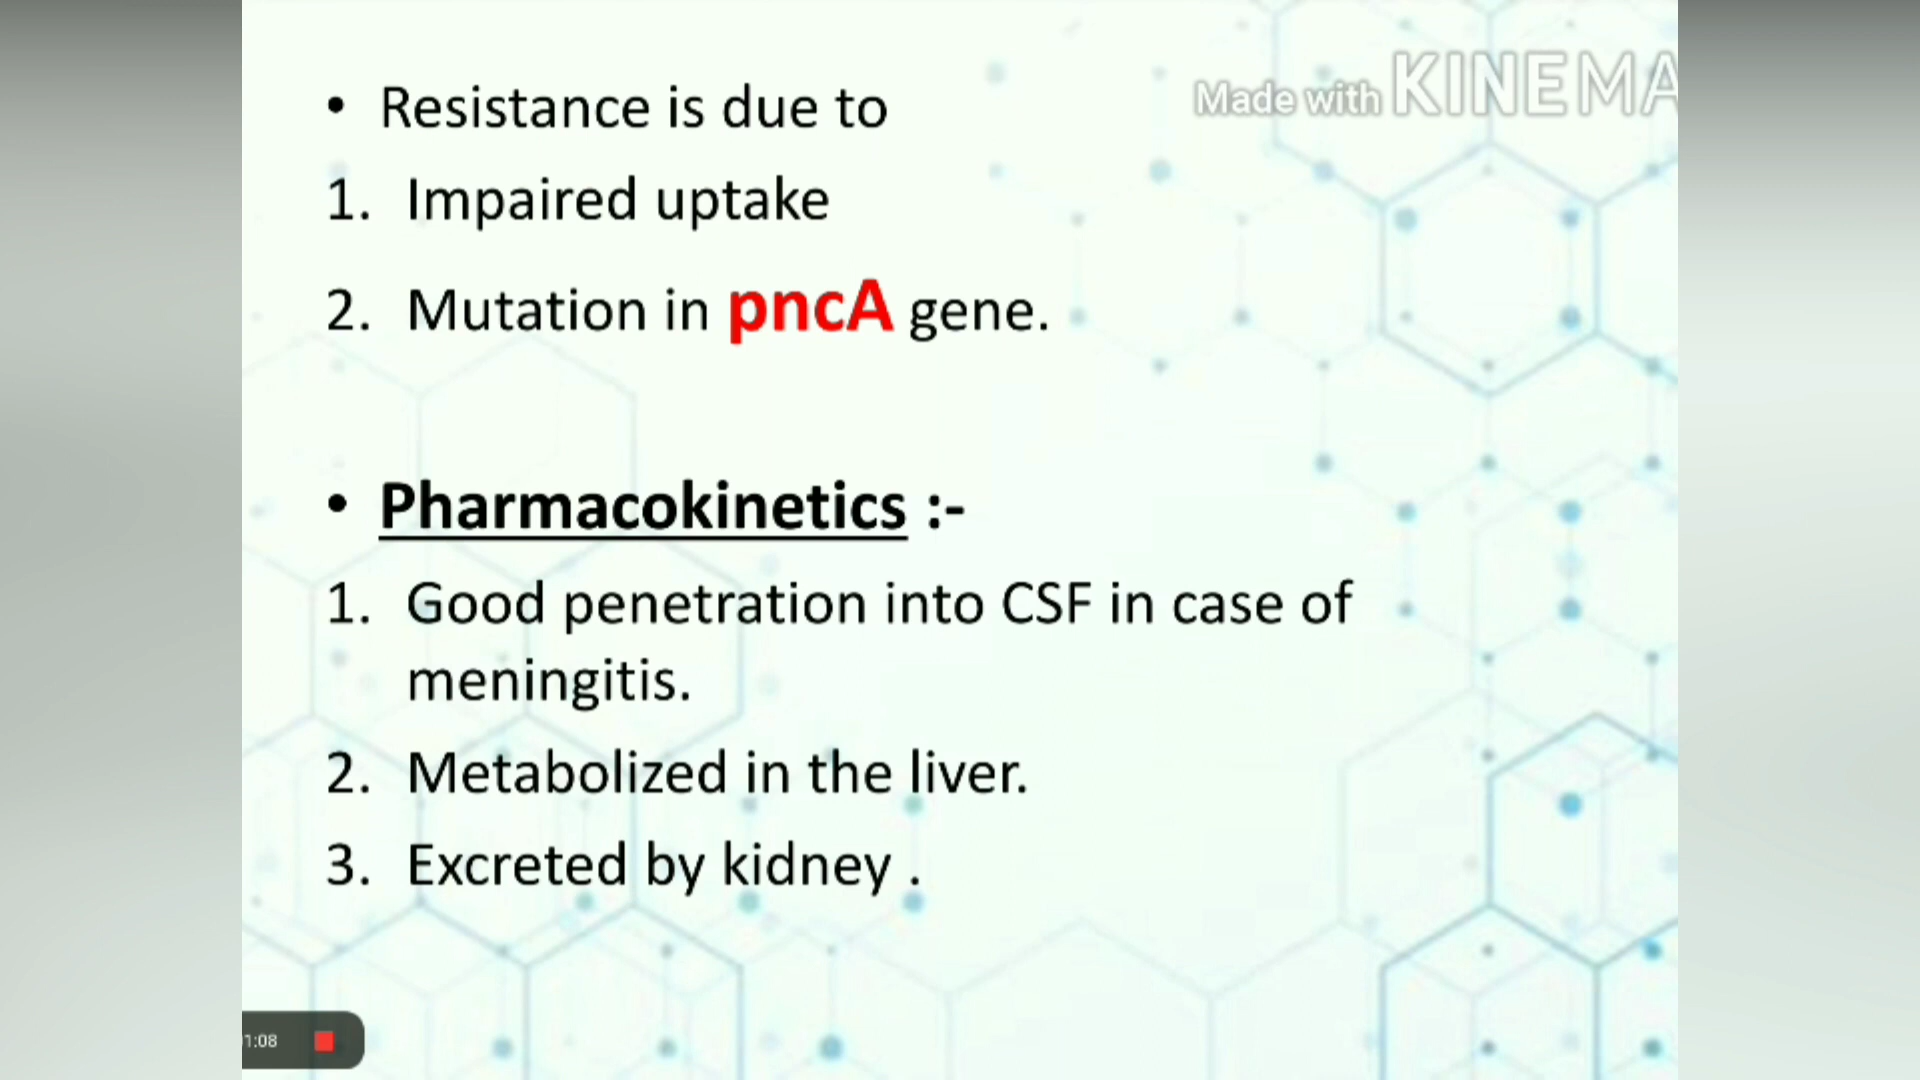 Made with KINEMA
• Resistance is due to
1. Impaired uptake
2. Mutation in pncA gene.
• Pharmacokinetics :-
1. Good penetration into CSF in case of
meningitis.
2. Metabolized in the liver.
3. Excreted by kidney .
1:08